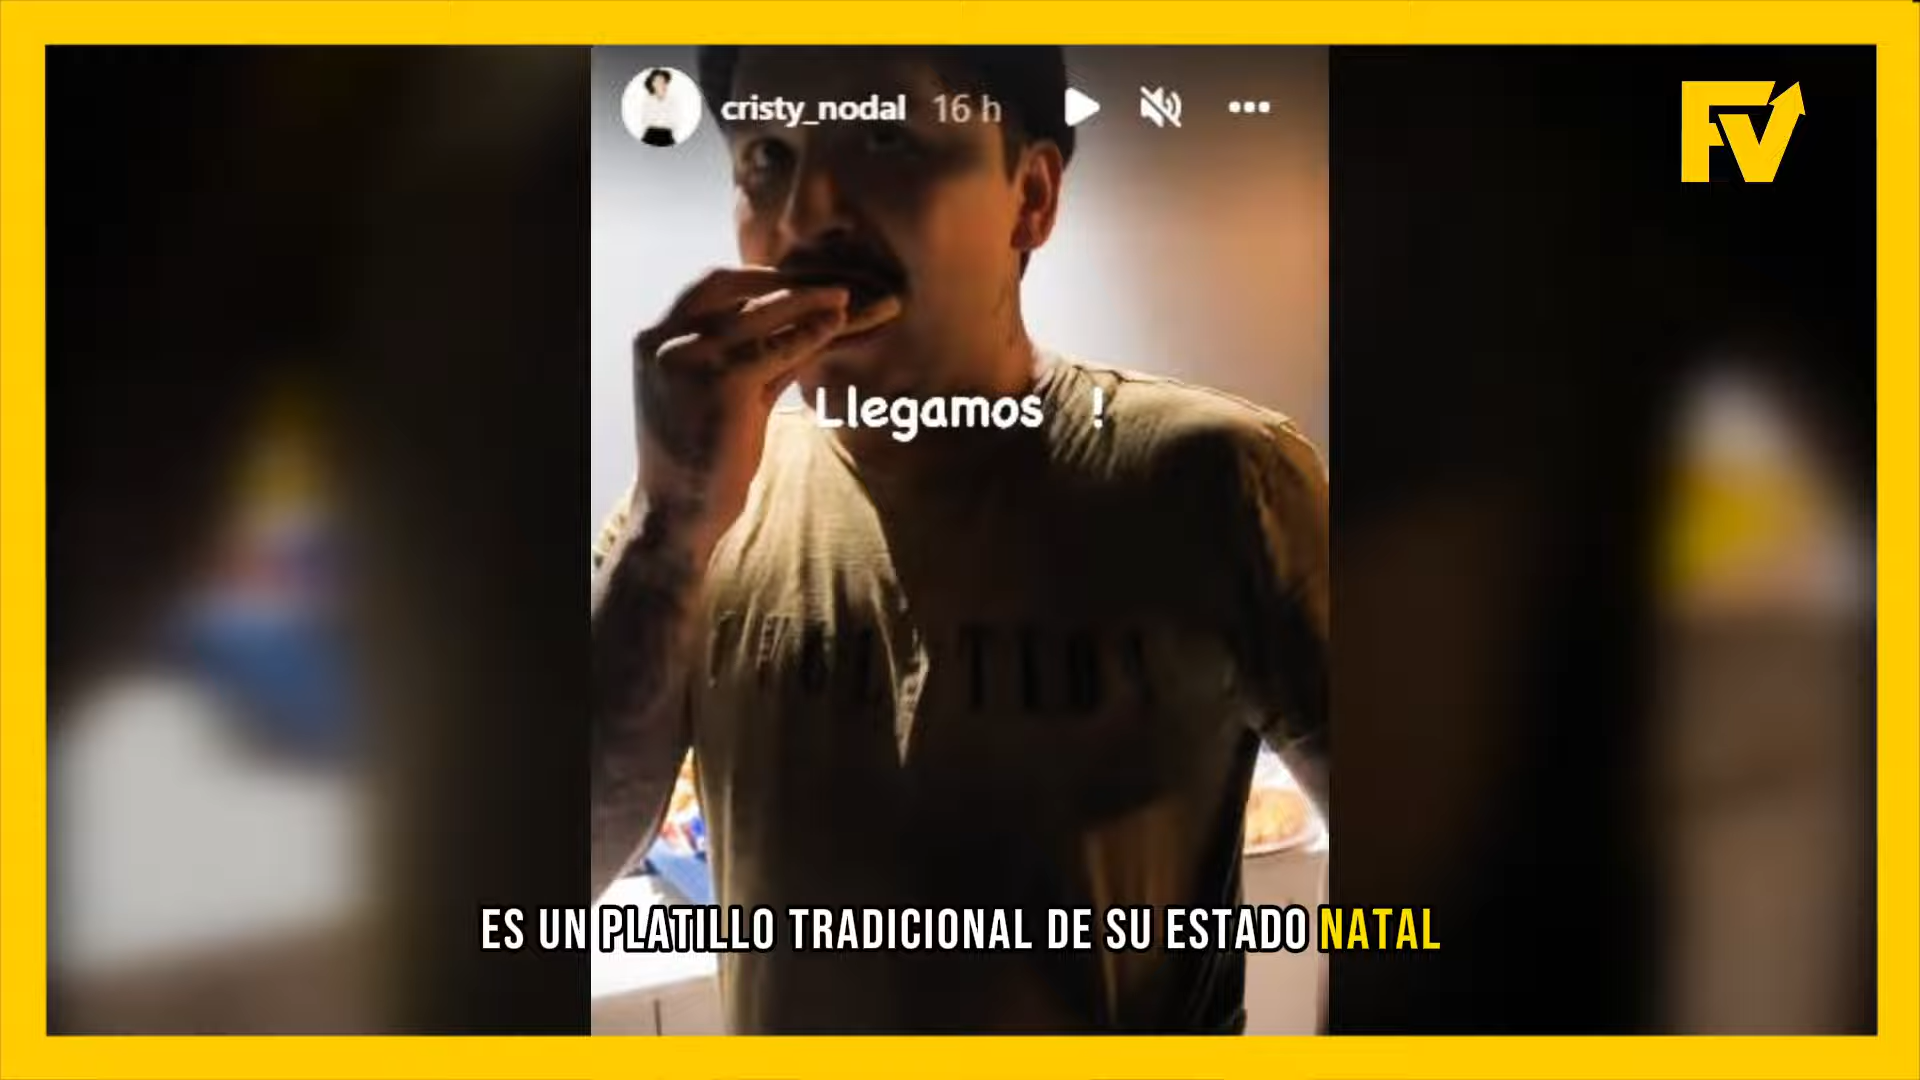 cristy_nodal 16 h
FV
Llegamos !
ES UN PLATILLO TRADICIONAL DE SU ESTADO NATAL